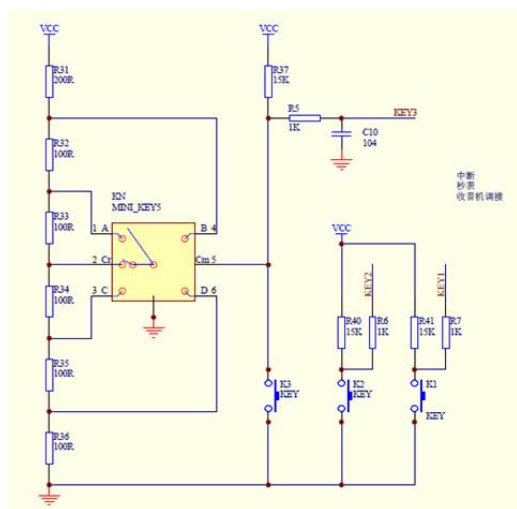 VCC
VCC
R31
200R
R37
15K
R5
1K
KEY3
C10
104
R32
100R
KN
MINI_KEY5
中断
秒表
收音机调接
R33
100R
1 A
B 4
2 Cr
Cm 5
3 C
D 6
VCC
KEY2
KEY1
R34
100R
R40
15K
R6
1K
R41
15K
R7
1K
R35
100R
K3
KEY
K2
KEY
K1
KEY
R36
100R